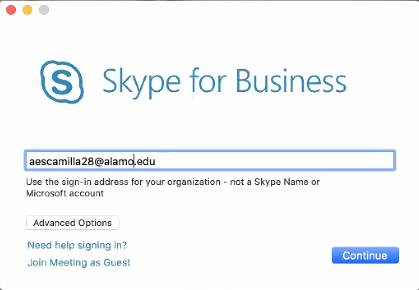 Skype for Business
aescamilla28@alamo.edu
Use the sign-in address for your organization - not a Skype Name or
Microsoft account
Advanced Options
Need help signing in?
Continue
Join Meeting as Guest